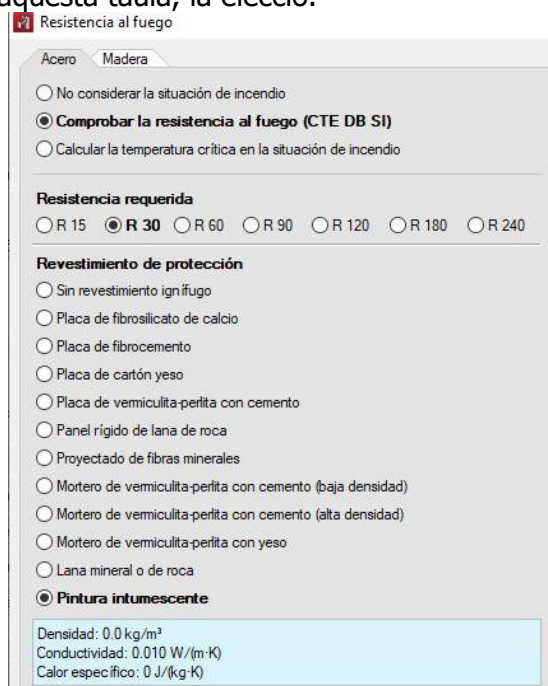 aquesta taula, la elecció:
Resistencia al fuego
Acero Madera
No considerar la situación de incendio
Comprobar la resistencia al fuego (CTE DB SI)
Calcular la temperatura crítica en la situación de incendio
Resistencia requerida
R 15 R 30 R 60 R 90 R 120 R 180 R 240
Revestimiento de protección
Sin revestimiento ignífugo
Placa de fibrosilicato de calcio
Placa de fibrocemento
Placa de cartón yeso
Placa de vermiculita-perlita con cemento
Panel rígido de lana de roca
Proyectado de fibras minerales
Mortero de vermiculita-perlita con cemento (baja densidad)
Mortero de vermiculita-perlita con cemento (alta densidad)
Mortero de vermiculita-perlita con yeso
Lana mineral o de roca
Pintura intumescente
Densidad: 0.0 kg/m³
Conductividad: 0.010 W/(m·K)
Calor específico: 0 J/(kg·K)